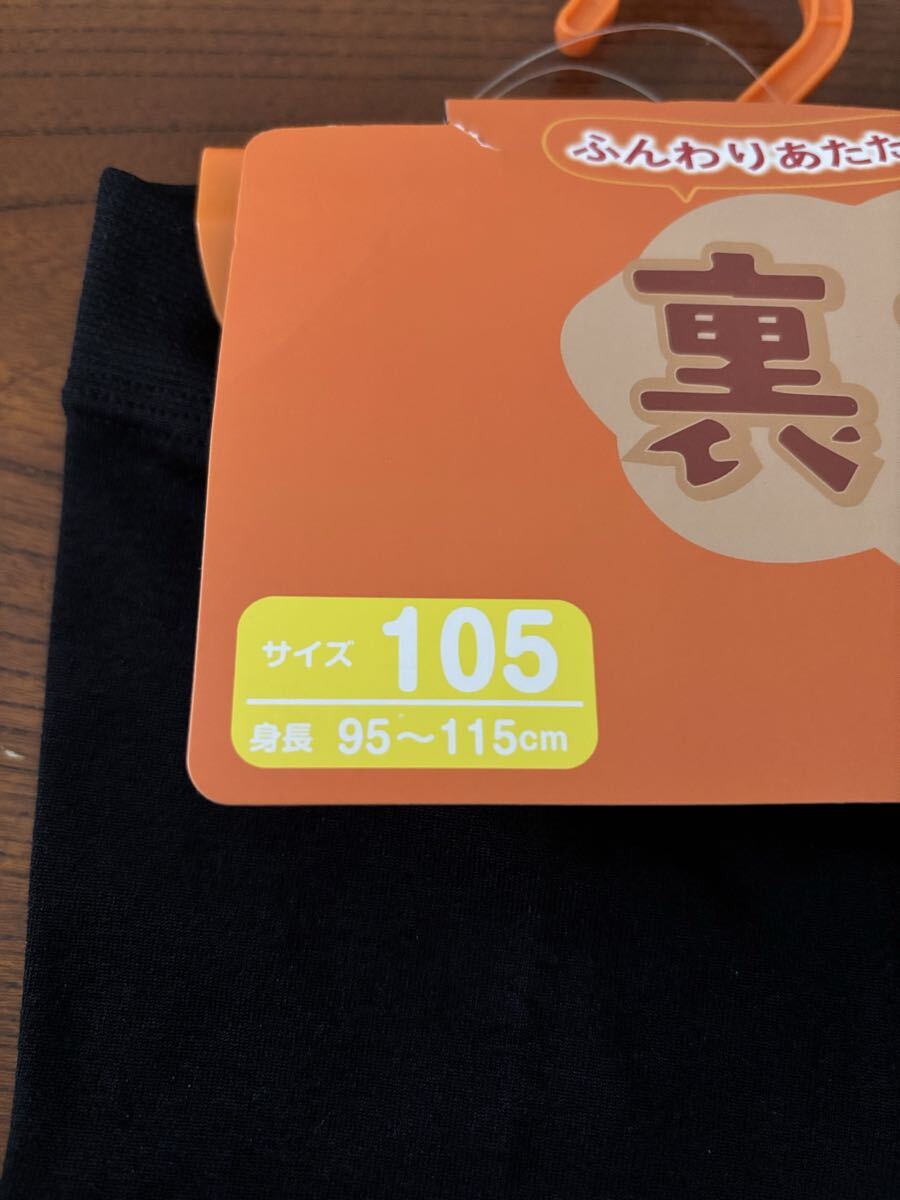 ふんわりあたた
裏
サイズ 105
身長 95～115cm